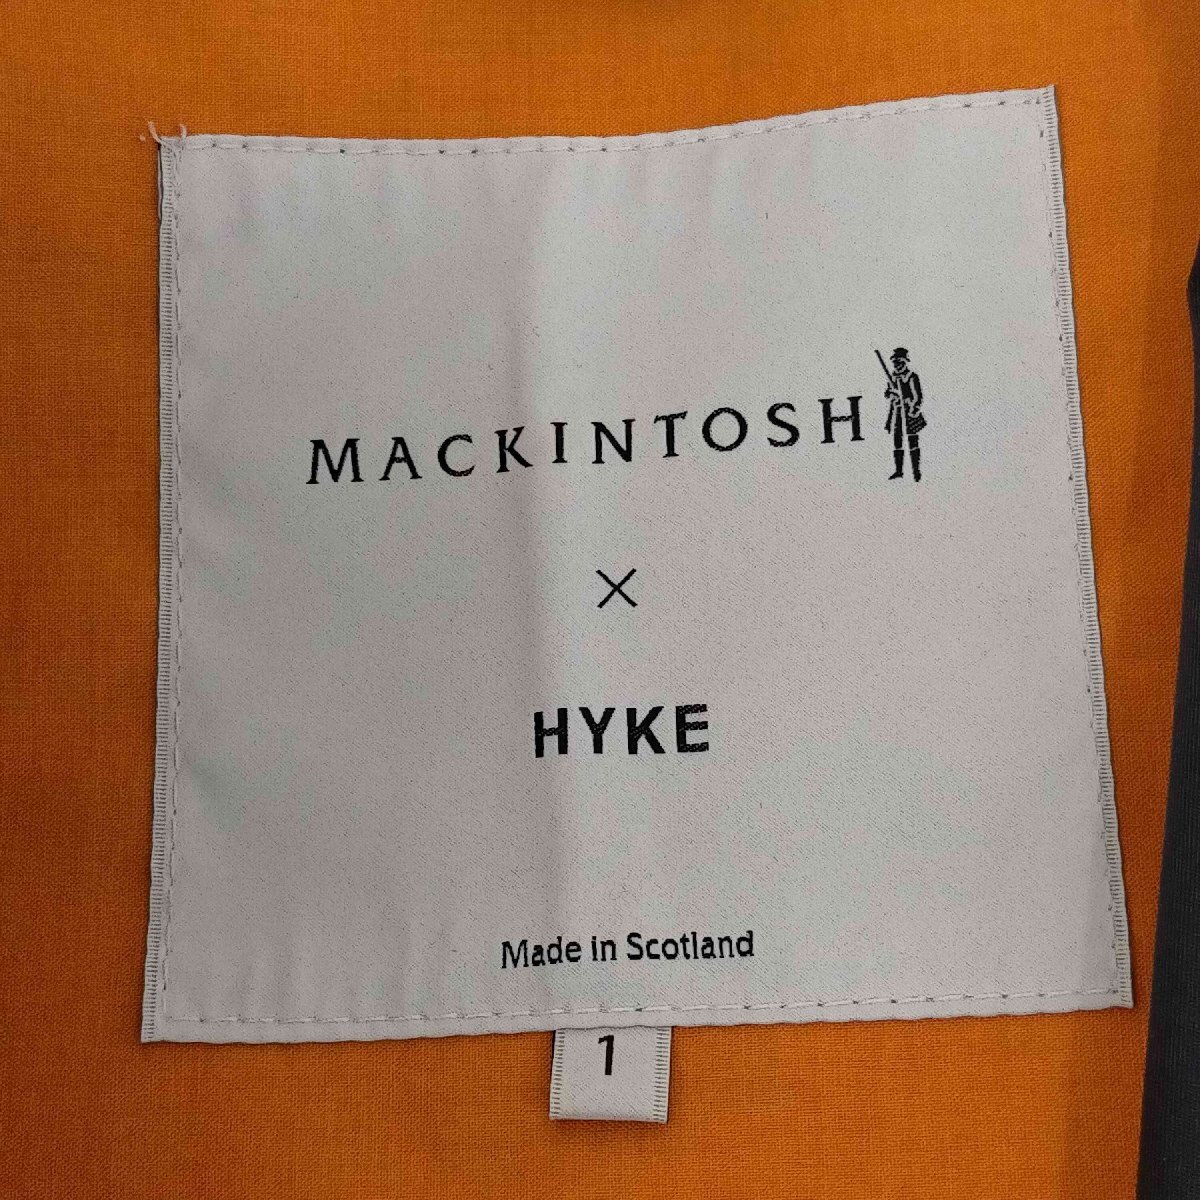 MACKINTOSH
×
HYKE
Made in Scotland
1